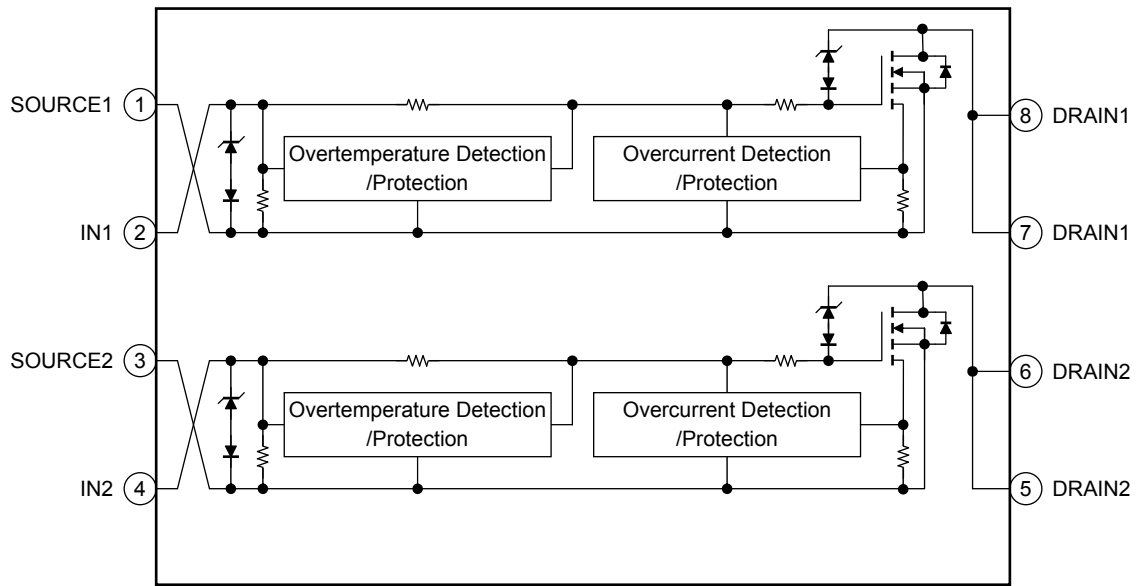 SOURCE1 1
Overtemperature Detection
/Protection
Overcurrent Detection
/Protection
8 DRAIN1
IN1 2
7 DRAIN1
SOURCE2 3
Overtemperature Detection
/Protection
Overcurrent Detection
/Protection
6 DRAIN2
IN2 4
5 DRAIN2